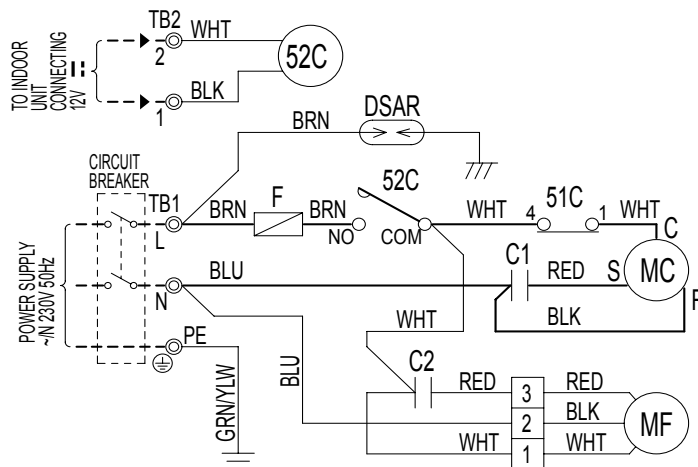 TB2
WHT
2
52C
TO INDOOR
UNIT
CONNECTING
12V
BLK
1
DSAR
BRN
CIRCUIT
BREAKER
TB1
BRN
F
BRN
52C
WHT
4
51C
1
WHT
L
NO
COM
C
C1
POWER SUPPLY
~/N 230V 50Hz
BLU
RED
S
MC
N
BLK
R
PE
WHT
BLU
GRN/YLW
C2
RED
3
RED
2
BLK
MF
WHT
1
WHT